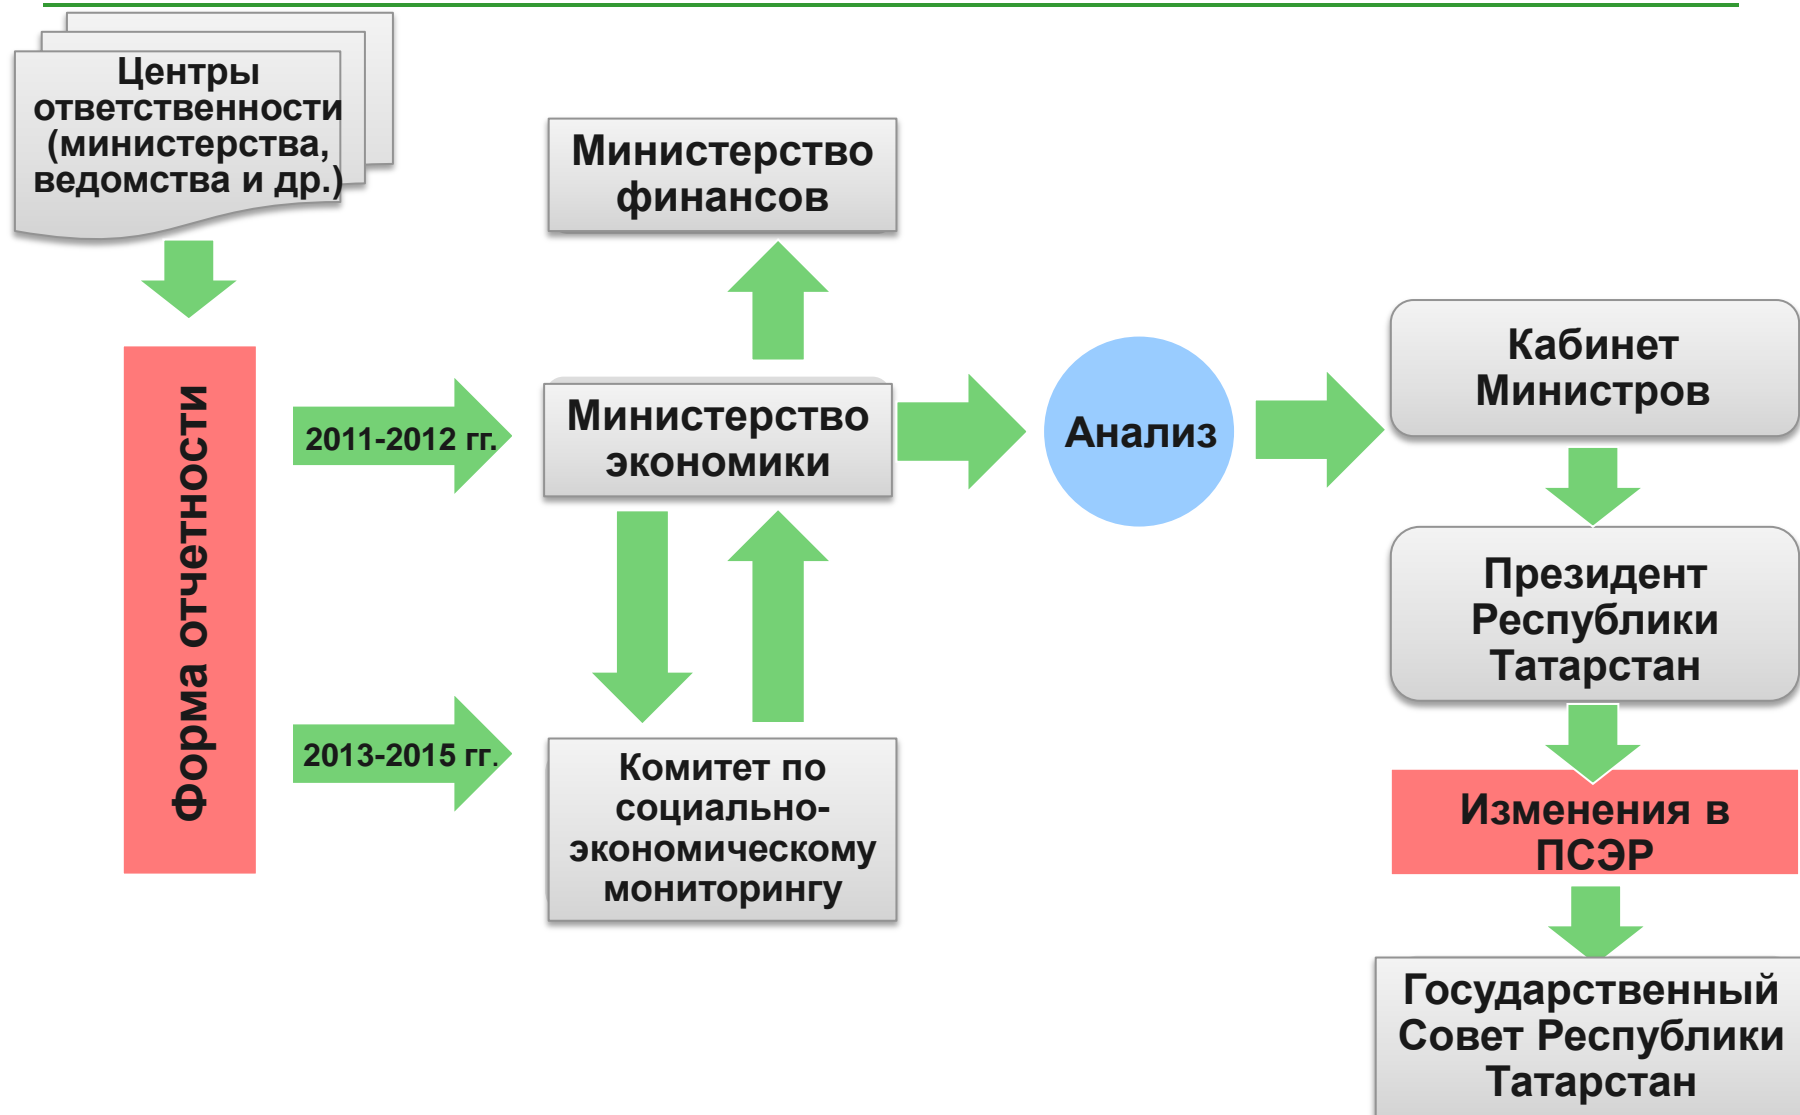 Центры
ответственности
(министерства,
ведомства и др.)
Форма отчетности
2011-2012 гг.
2013-2015 гг.
Министерство
финансов
Министерство
экономики
Комитет по
социально-
экономическому
мониторингу
Анализ
Кабинет
Министров
Президент
Республики
Татарстан
Изменения в
ПСЭР
Государственный
Совет Республики
Татарстан